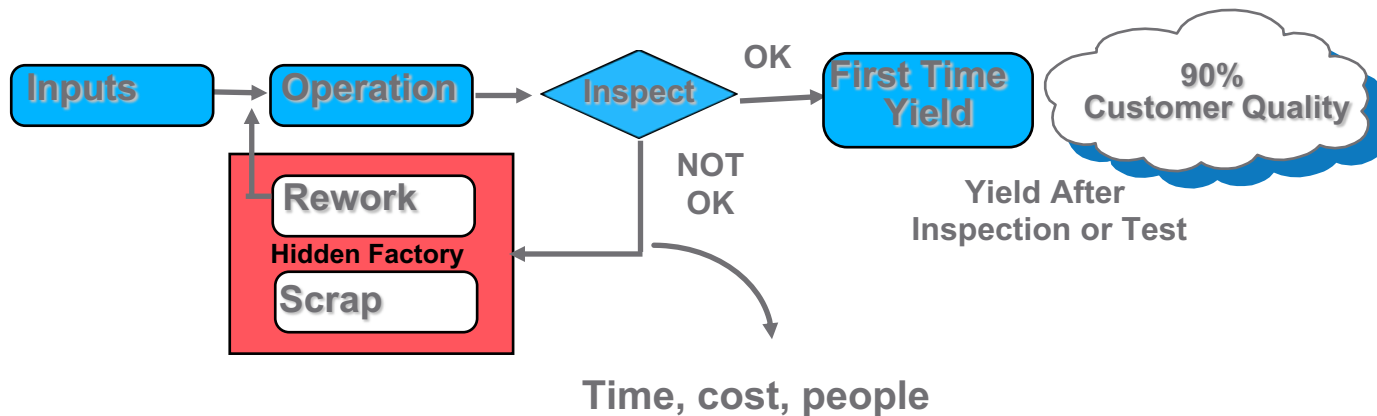 Inputs
Operation
Inspect
OK
First Time
Yield
90%
Customer Quality
NOT
OK
Yield After
Inspection or Test
Rework
Hidden Factory
Scrap
Time, cost, people